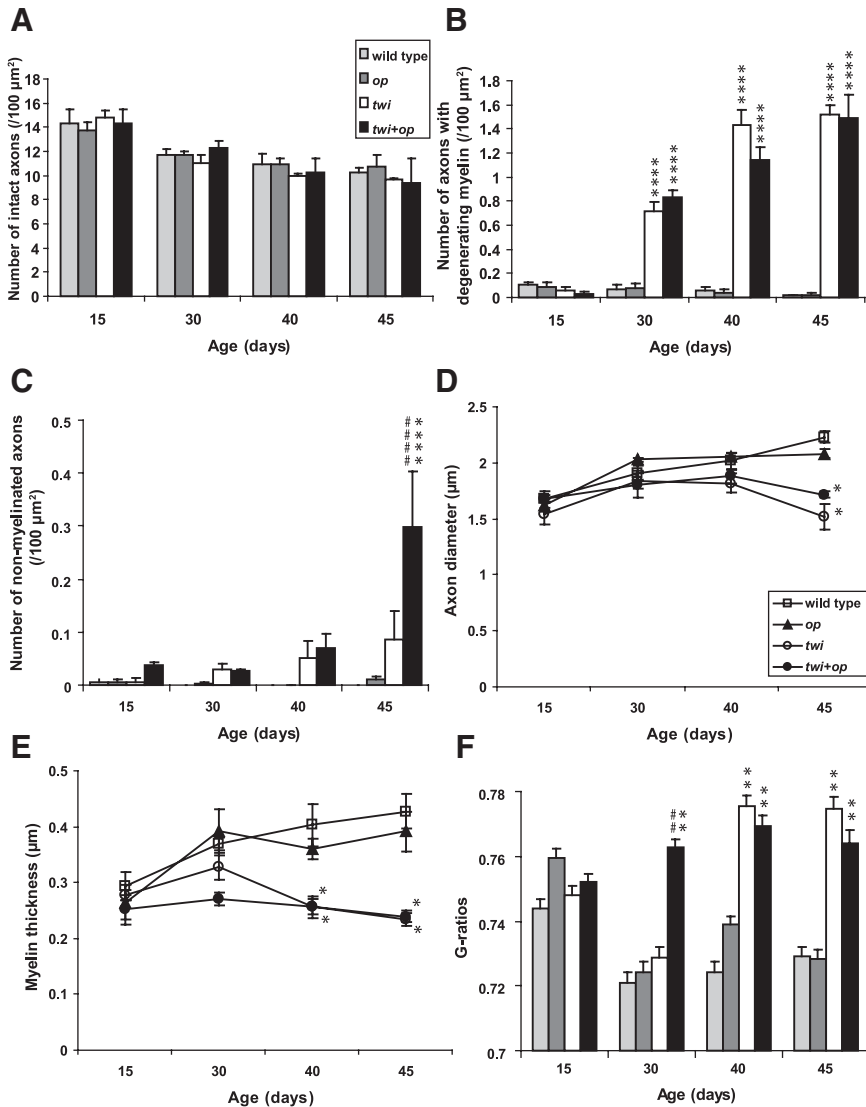 A
Number of intact axons (/100 µm²)
18
16
14
12
10
8
6
4
2
0
15 30 40 45
Age (days)
wild type
op
twi
twi+op
B
Number of axons with
degenerating myelin (/100 µm²)
1.8
1.6
1.4
1.2
1
0.8
0.6
0.4
0.2
0
**** **** **** **** **** ****
15 30 40 45
Age (days)
C
Number of non-myelinated axons
(/100 µm²)
0.5
0.4
0.3
0.2
0.1
0
#### ****
15 30 40 45
Age (days)
D
Axon diameter (µm)
2.5
2
1.5
1
0.5
0
*
*
15 30 40 45
Age (days)
wild type
op
twi
twi+op
E
Myelin thickness (µm)
0.5
0.4
0.3
0.2
0.1
0
* *
* *
15 30 40 45
Age (days)
F
G-ratios
0.78
0.76
0.74
0.72
0.7
## ** ** ** ** **
15 30 40 45
Age (days)